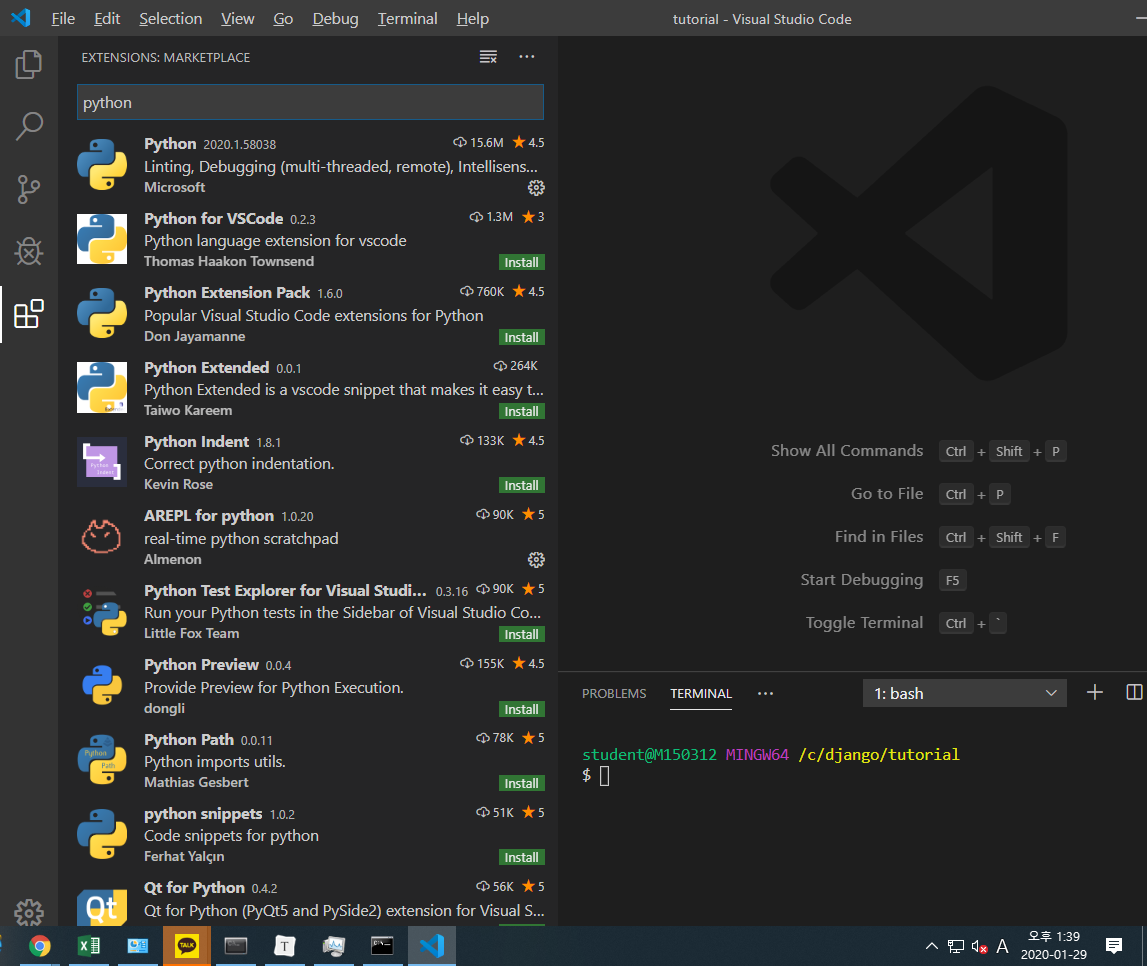 File Edit Selection View Go Debug Terminal Help
tutorial - Visual Studio Code
EXTENSIONS: MARKETPLACE
python
Python 2020.1.58038 15.6M 4.5
Linting, Debugging (multi-threaded, remote), Intellisens...
Microsoft
Python for VSCode 0.2.3 1.3M 3
Python language extension for vscode
Thomas Haakon Townsend Install
Python Extension Pack 1.6.0 760K 4.5
Popular Visual Studio Code extensions for Python
Don Jayamanne Install
Python Extended 0.0.1 264K
Python Extended is a vscode snippet that makes it easy t...
Taiwo Kareem Install
Python Indent 1.8.1 133K 4.5
Correct python indentation.
Kevin Rose Install
AREPL for python 1.0.20 90K 5
real-time python scratchpad
Almenon
Python Test Explorer for Visual Studi... 0.3.16 90K 5
Run your Python tests in the Sidebar of Visual Studio Co...
Little Fox Team Install
Python Preview 0.0.4 155K 4.5
Provide Preview for Python Execution.
dongli Install
Python Path 0.0.11 78K 5
Python imports utils.
Mathias Gesbert Install
python snippets 1.0.2 51K 5
Code snippets for python
Ferhat Yalçın Install
Qt for Python 0.4.2 56K 5
Qt for Python (PyQt5 and PySide2) extension for Visual S...
Qt
Show All Commands Ctrl + Shift + P
Go to File Ctrl + P
Find in Files Ctrl + Shift + F
Start Debugging F5
Toggle Terminal Ctrl + `
PROBLEMS TERMINAL ... 1: bash
student@M150312 MINGW64 /c/django/tutorial
$
TALK
T
A
오후 1:39
2020-01-29